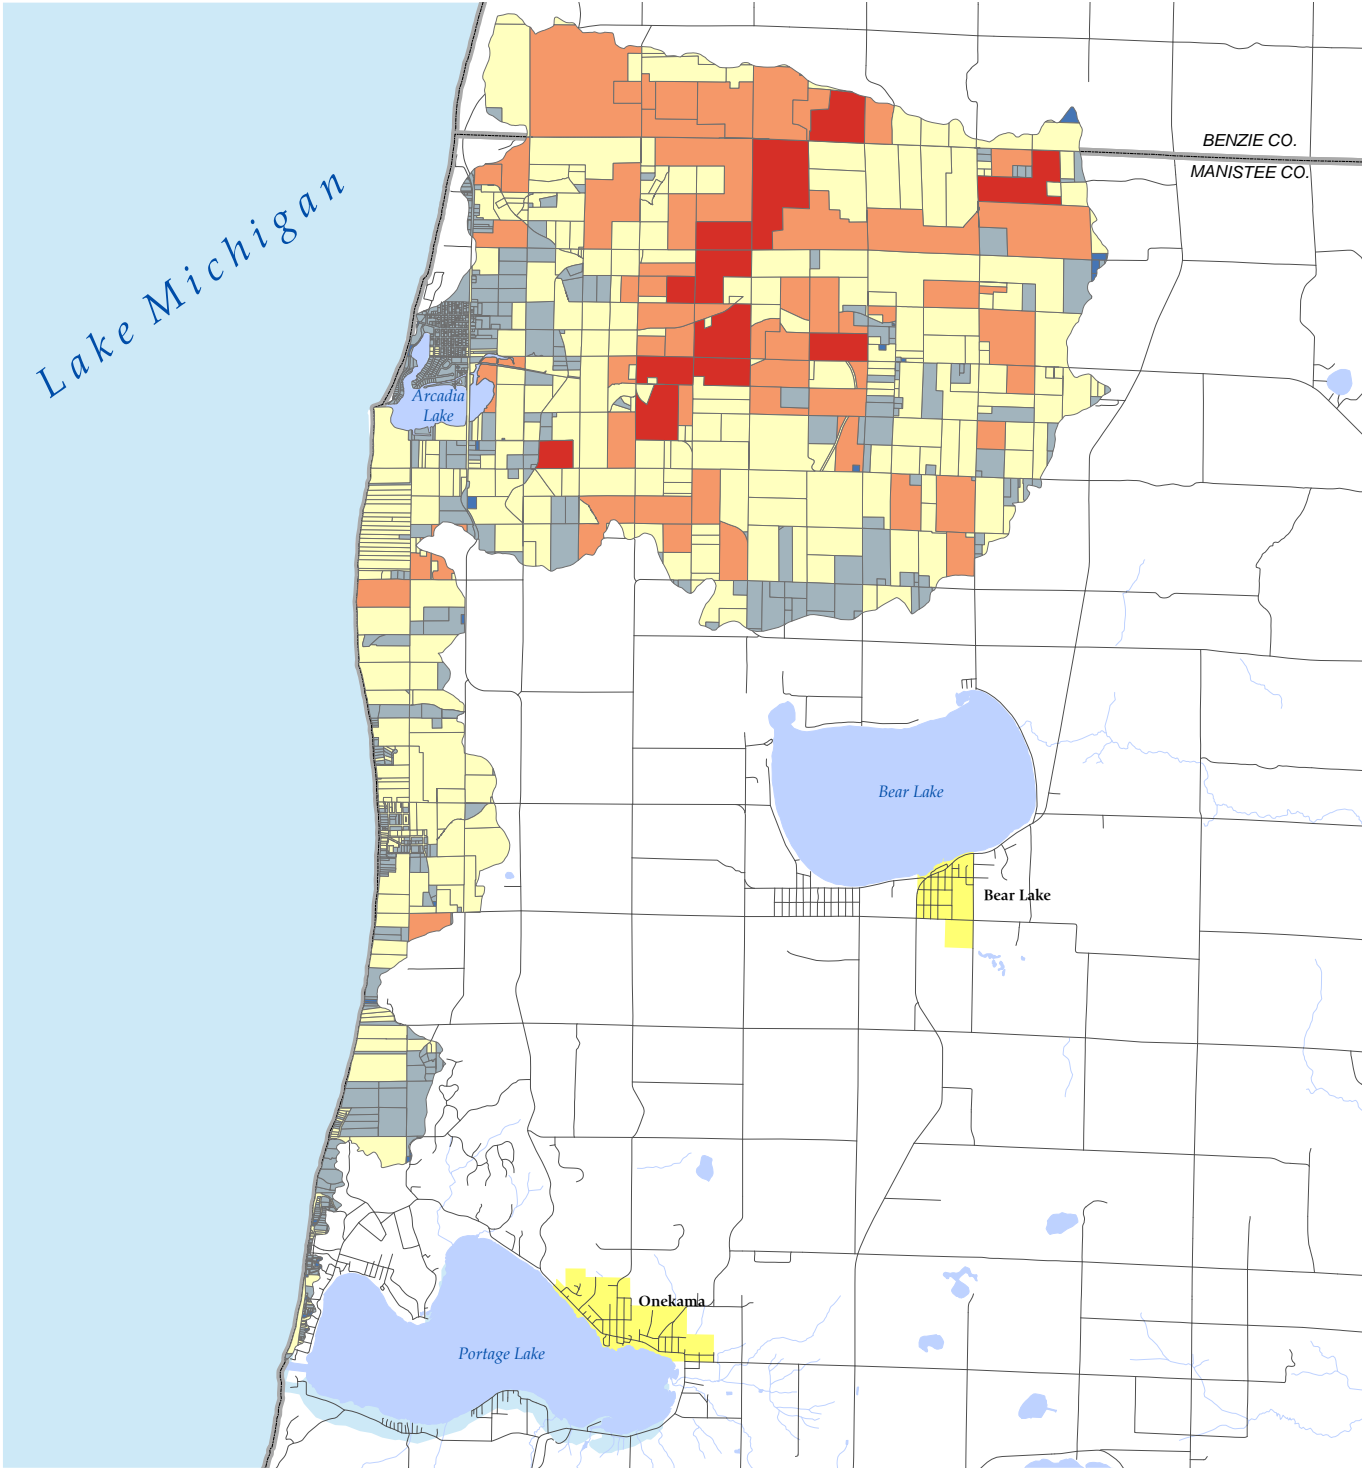 BENZIE CO.
MANISTEE CO.
Lake Michigan
Arcadia
Lake
Bear Lake
Bear Lake
Onekama
Portage Lake